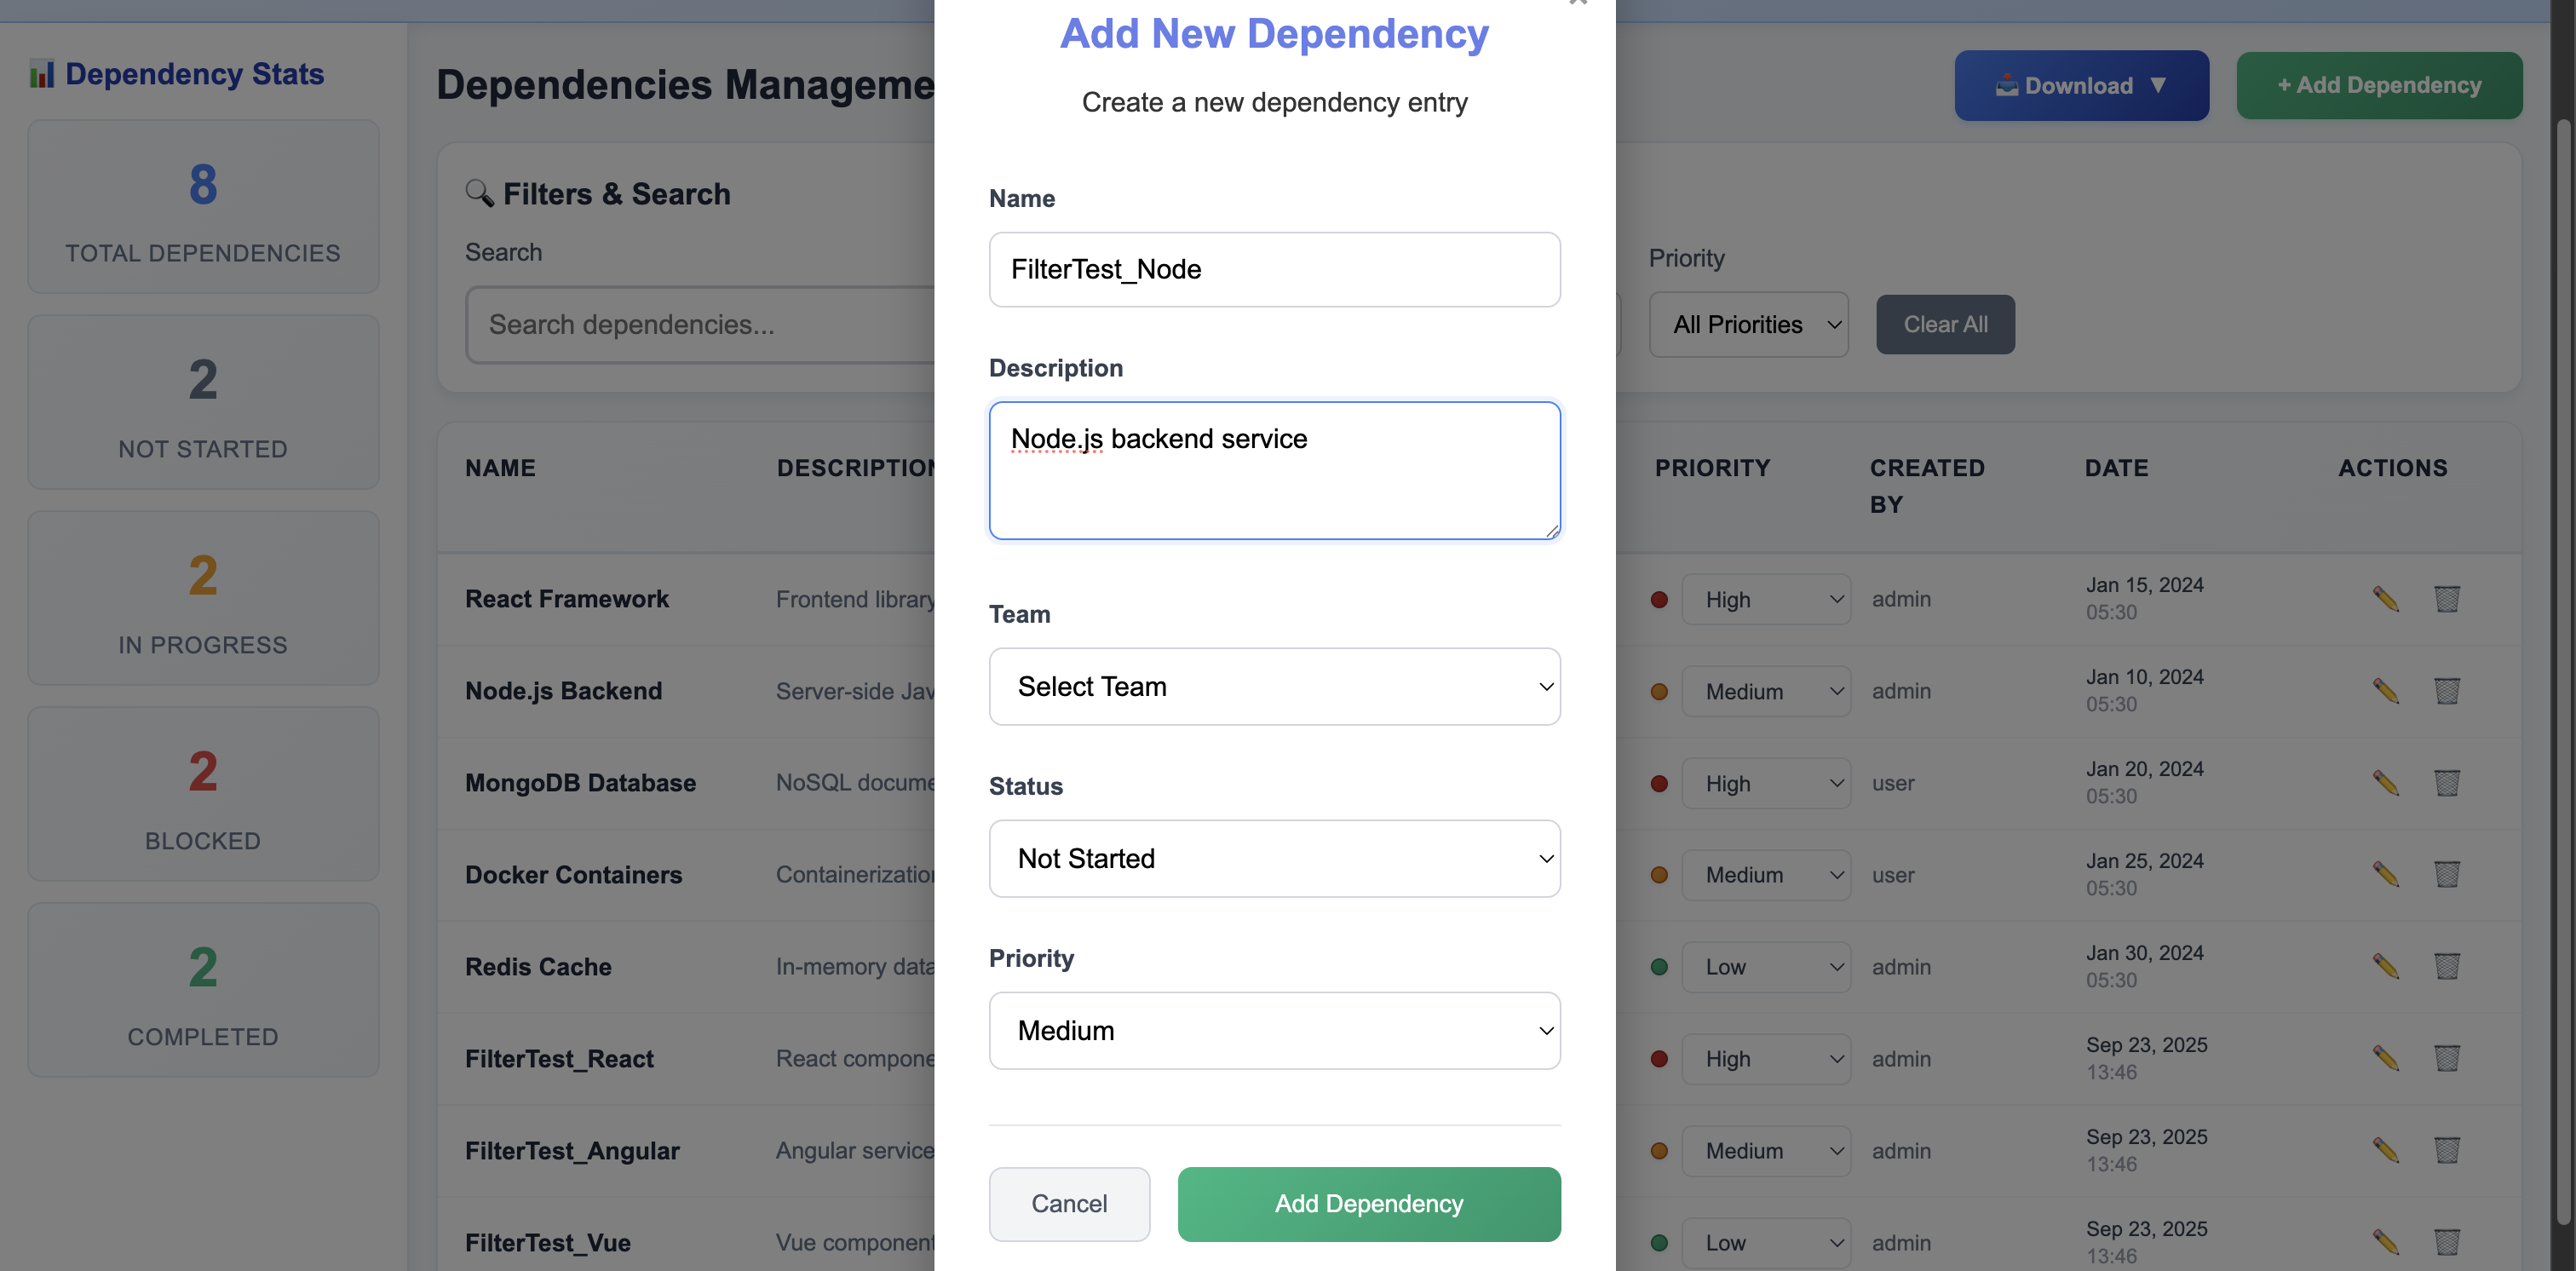 Dependency Stats
8
TOTAL DEPENDENCIES
2
NOT STARTED
2
IN PROGRESS
2
BLOCKED
2
COMPLETED
Dependencies Manageme
Download ▼
+ Add Dependency
Filters & Search
Search
Search dependencies...
Priority
All Priorities
Clear All
NAME DESCRIPTION PRIORITY CREATED BY DATE ACTIONS
React Framework Frontend library High admin Jan 15, 2024
05:30
Node.js Backend Server-side Jav Medium admin Jan 10, 2024
05:30
MongoDB Database NoSQL docume High user Jan 20, 2024
05:30
Docker Containers Containerization Medium user Jan 25, 2024
05:30
Redis Cache In-memory data Low admin Jan 30, 2024
05:30
FilterTest_React React compone High admin Sep 23, 2025
13:46
FilterTest_Angular Angular service Medium admin Sep 23, 2025
13:46
FilterTest_Vue Vue component Low admin Sep 23, 2025
13:46
Add New Dependency
Create a new dependency entry
Name
FilterTest_Node
Description
Node.js backend service
Team
Select Team
Status
Not Started
Priority
Medium
Cancel
Add Dependency